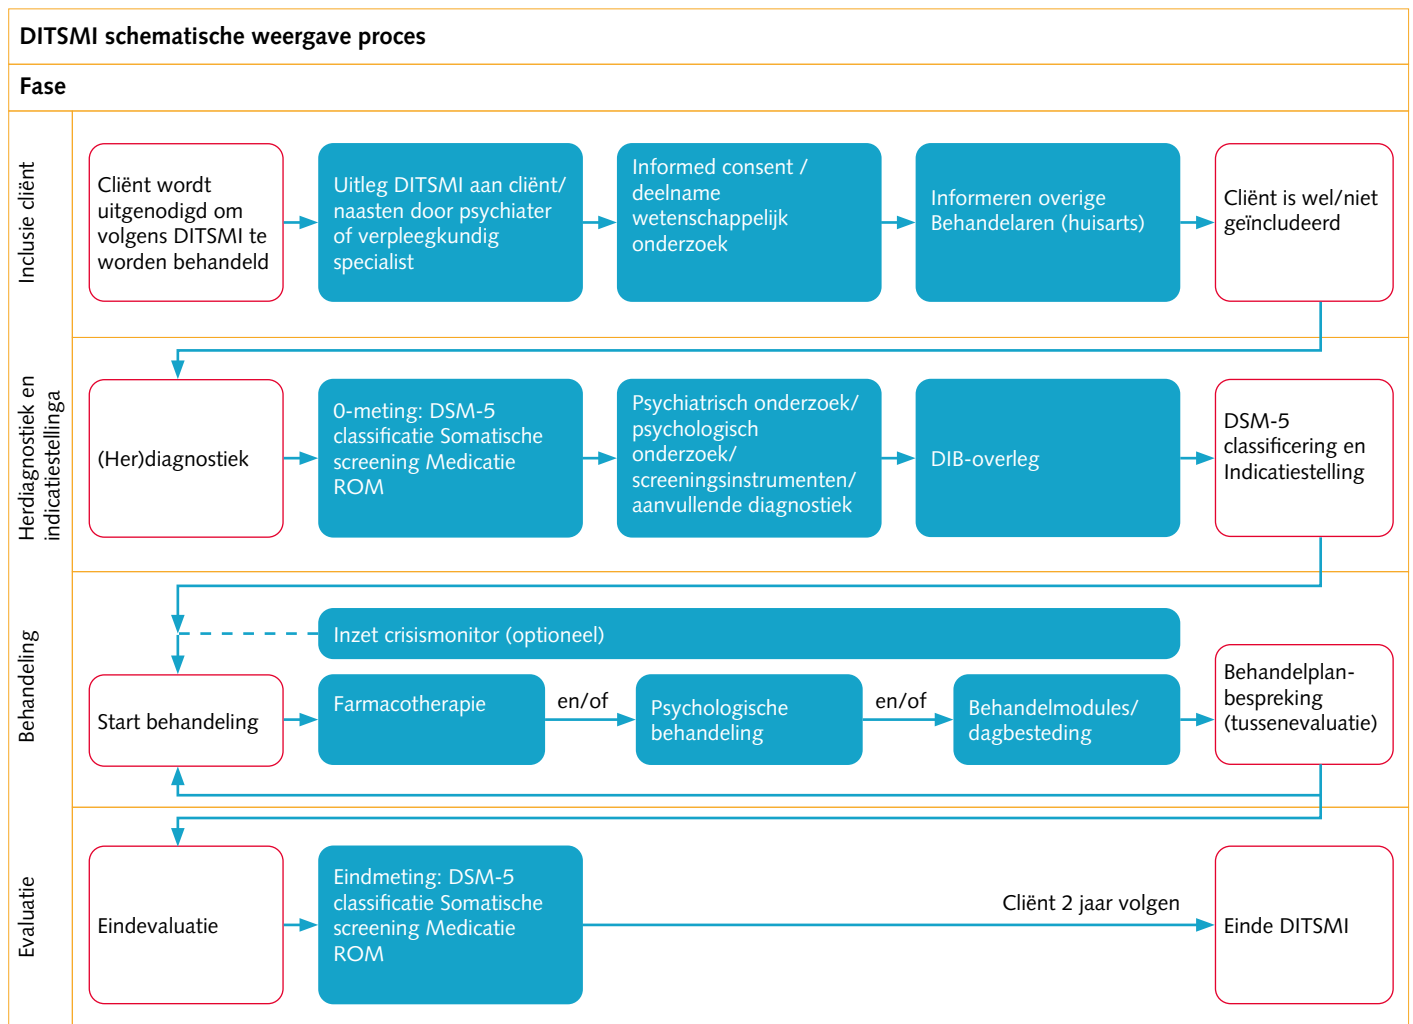 DITSMI schematische weergave proces
Fase
Inclusie cliënt
Cliënt wordt
uitgenodigd om
volgens DITSMI te
worden behandeld
Uitleg DITSMI aan cliënt/
naasten door psychiater
of verpleegkundig
specialist
Informed consent /
deelname
wetenschappelijk
onderzoek
Informeren overige
Behandelaren (huisarts)
Cliënt is wel/niet
geïncludeerd
Herdiagnostiek en
indicatiestellinga
(Her)diagnostiek
0-meting: DSM-5
classificatie Somatische
screening Medicatie
ROM
Psychiatrisch onderzoek/
psychologisch
onderzoek/
screeningsinstrumenten/
aanvullende diagnostiek
DIB-overleg
DSM-5
classificering en
Indicatiestelling
Behandeling
Inzet crisismonitor (optioneel)
Start behandeling
Farmacotherapie
en/of
Psychologische
behandeling
en/of
Behandelmodules/
dagbesteding
Behandelplan-
bespreking
(tussenevaluatie)
Evaluatie
Eindevaluatie
Eindmeting: DSM-5
classificatie Somatische
screening Medicatie
ROM
Cliënt 2 jaar volgen
Einde DITSMI